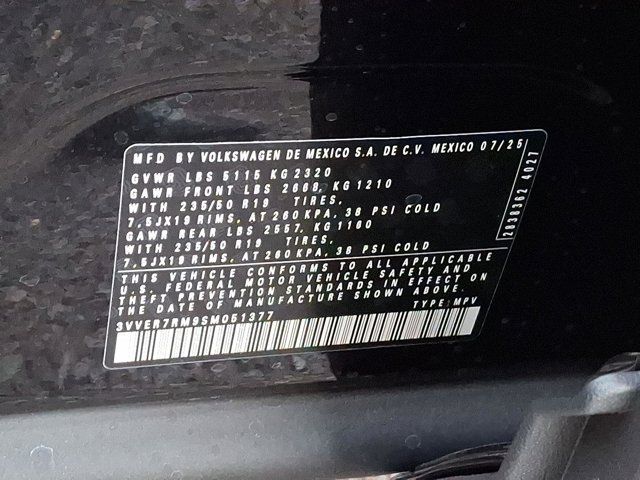 MFD BY VOLKSWAGEN DE MEXICO S.A. DE C.V. MEXICO 07/25
GVWR LBS 5115 KG 2320
GAWR FRONT LBS 2668, KG 1210
WITH 235/50 R19 TIRES,
7,5JX19 RIMS, AT 260 KPA, 38 PSI COLD
GAWR REAR LBS 2557, KG 1160
WITH 235/50 R19 TIRES,
7,5JX19 RIMS, AT 260 KPA, 38 PSI COLD
THIS VEHICLE CONFORMS TO ALL APPLICABLE
U.S. FEDERAL MOTOR VEHICLE SAFETY AND
THEFT PREVENTION STANDARDS IN EFFECT ON
THE DATE OF MANUFACTURE SHOWN ABOVE.
3VVER7RM9SM051377 TYPE: MPV
2838362 4027